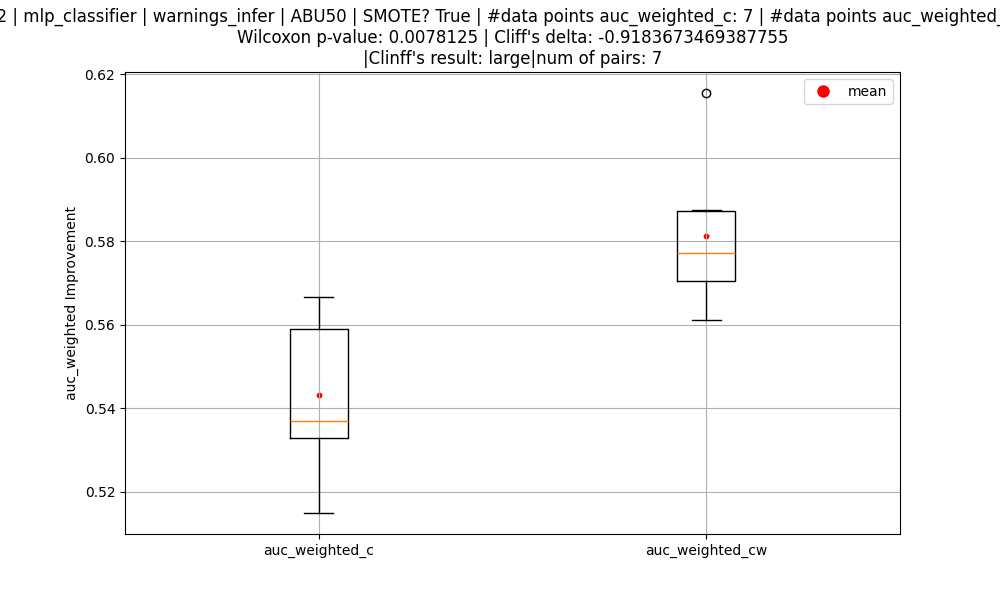 2 | mlp_classifier | warnings_infer | ABU50 | SMOTE? True | #data points auc_weighted_c: 7 | #data points auc_weighted_
Wilcoxon p-value: 0.0078125 | Cliff's delta: -0.9183673469387755
|Clinff's result: large|num of pairs: 7
mean
0.62
0.60
0.58
0.56
0.54
0.52
auc_weighted Improvement
auc_weighted_c
auc_weighted_cw